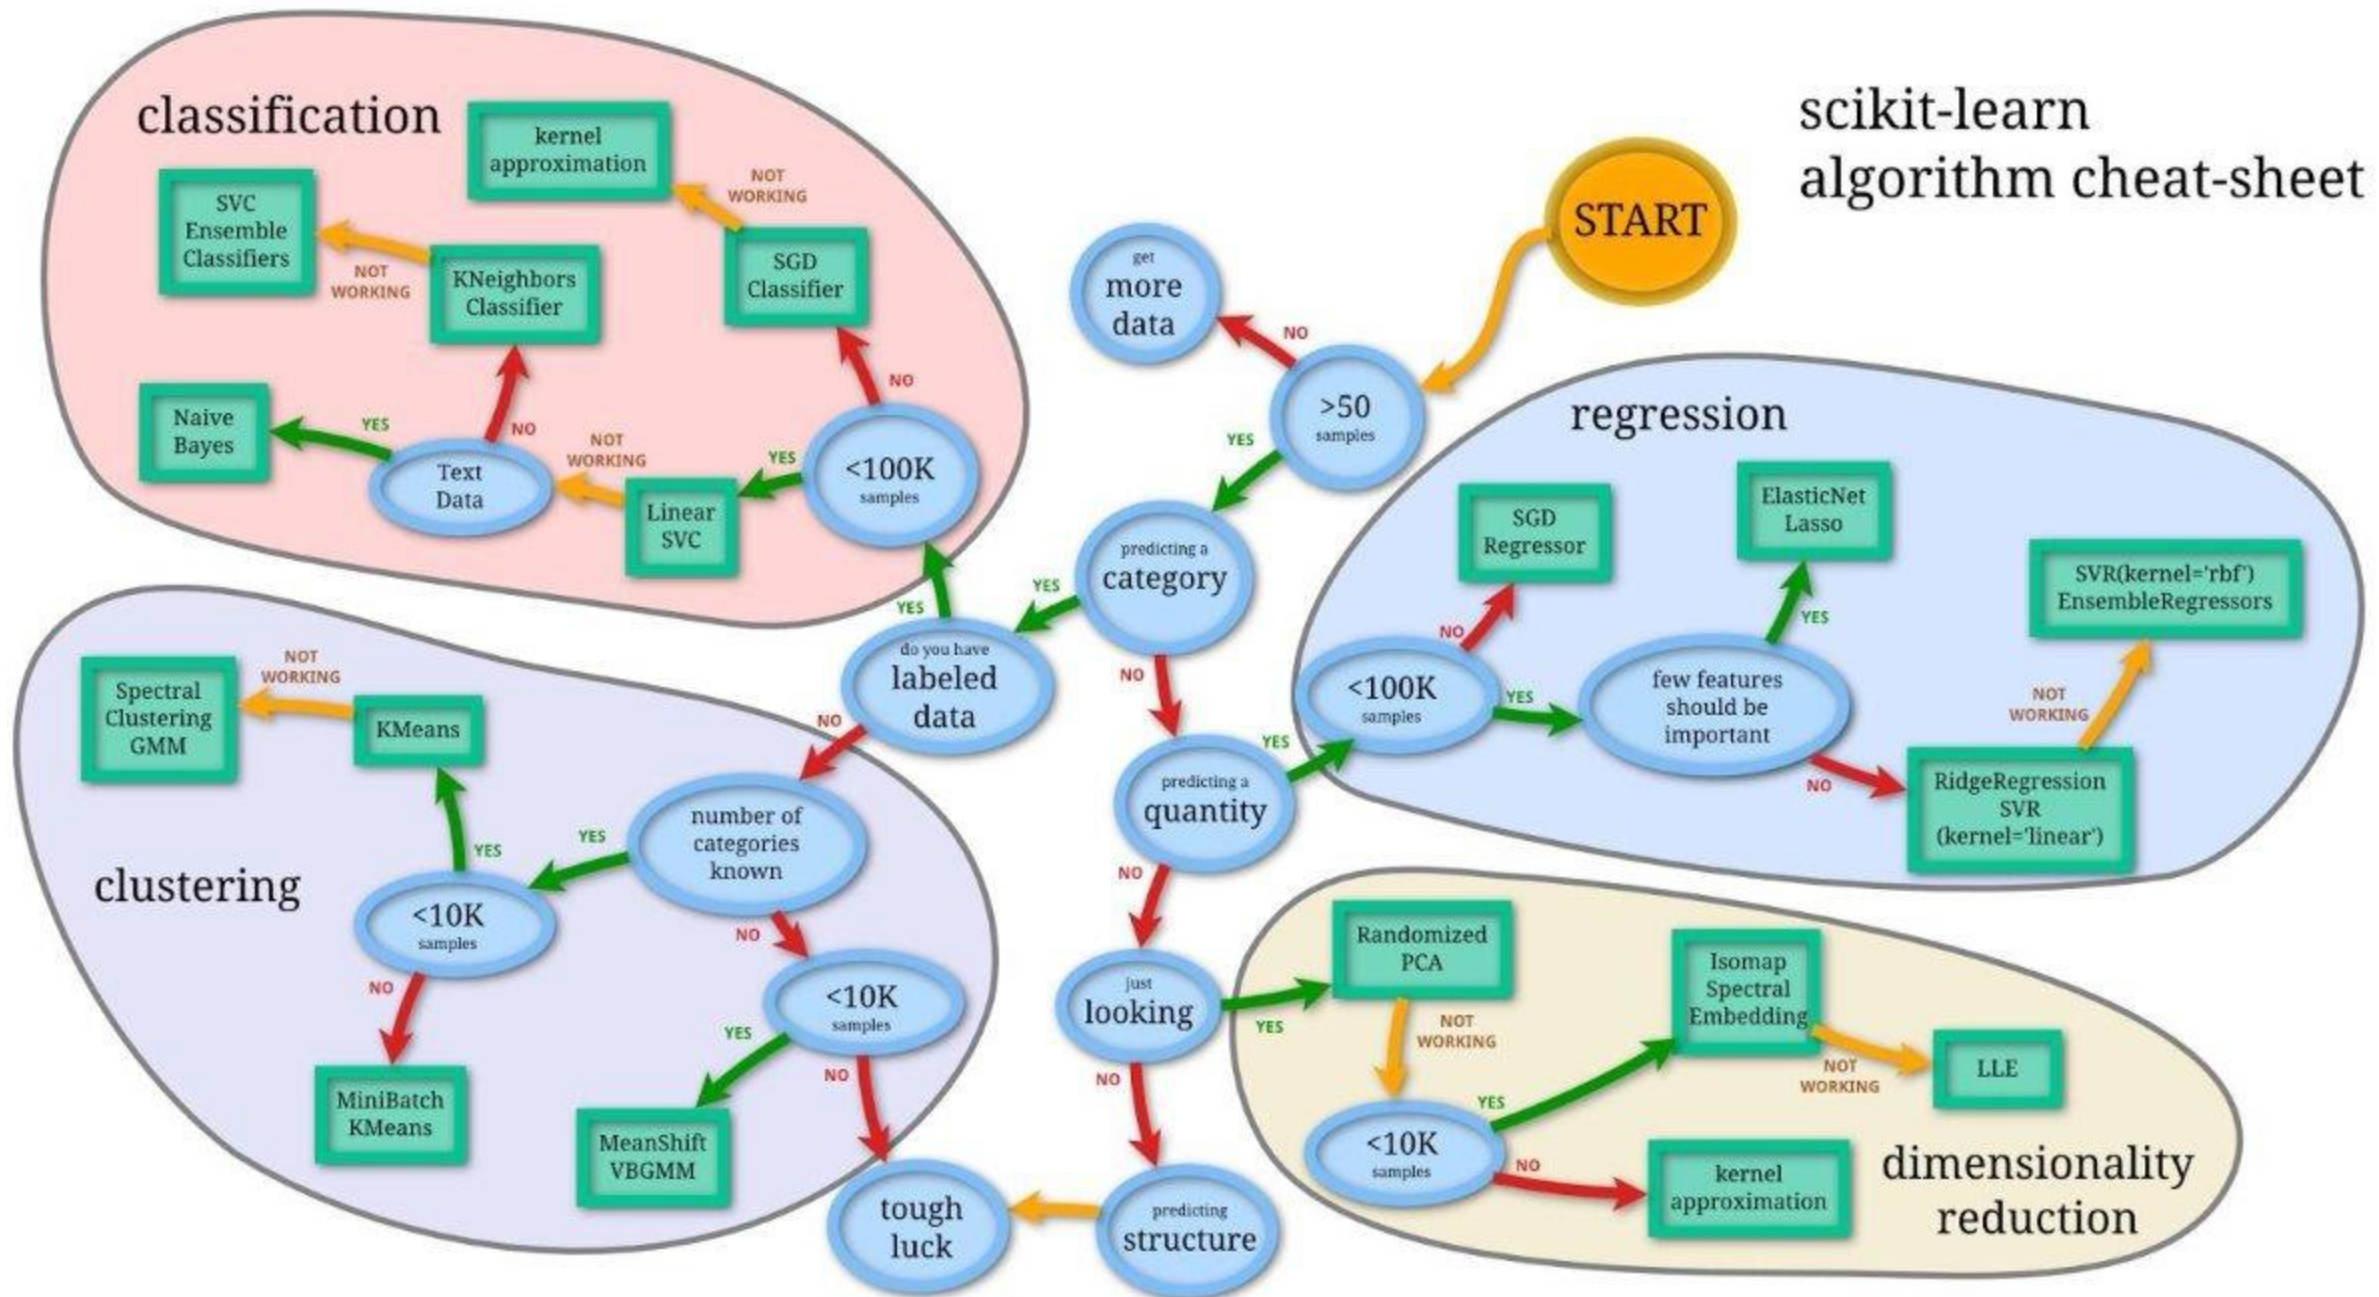 scikit-learn
algorithm cheat-sheet
START
>50
samples
NO
get
more
data
YES
predicting a
category
YES
do you have
labeled
data
YES
NO
NO
predicting a
quantity
YES
NO
just
looking
YES
NO
predicting
structure
tough
luck
classification
kernel
approximation
NOT
WORKING
SGD
Classifier
NO
<100K
samples
YES
Linear
SVC
NOT
WORKING
Text
Data
YES
Naive
Bayes
NO
KNeighbors
Classifier
NOT
WORKING
SVC
Ensemble
Classifiers
clustering
number of
categories
known
YES
<10K
samples
YES
KMeans
NOT
WORKING
Spectral
Clustering
GMM
NO
MiniBatch
KMeans
NO
<10K
samples
YES
MeanShift
VBGMM
NO
regression
<100K
samples
NO
SGD
Regressor
YES
few features
should be
important
YES
ElasticNet
Lasso
NO
RidgeRegression
SVR
(kernel='linear')
NOT
WORKING
SVR(kernel='rbf')
EnsembleRegressors
Randomized
PCA
NOT
WORKING
<10K
samples
YES
Isomap
Spectral
Embedding
NOT
WORKING
LLE
NO
kernel
approximation
dimensionality
reduction